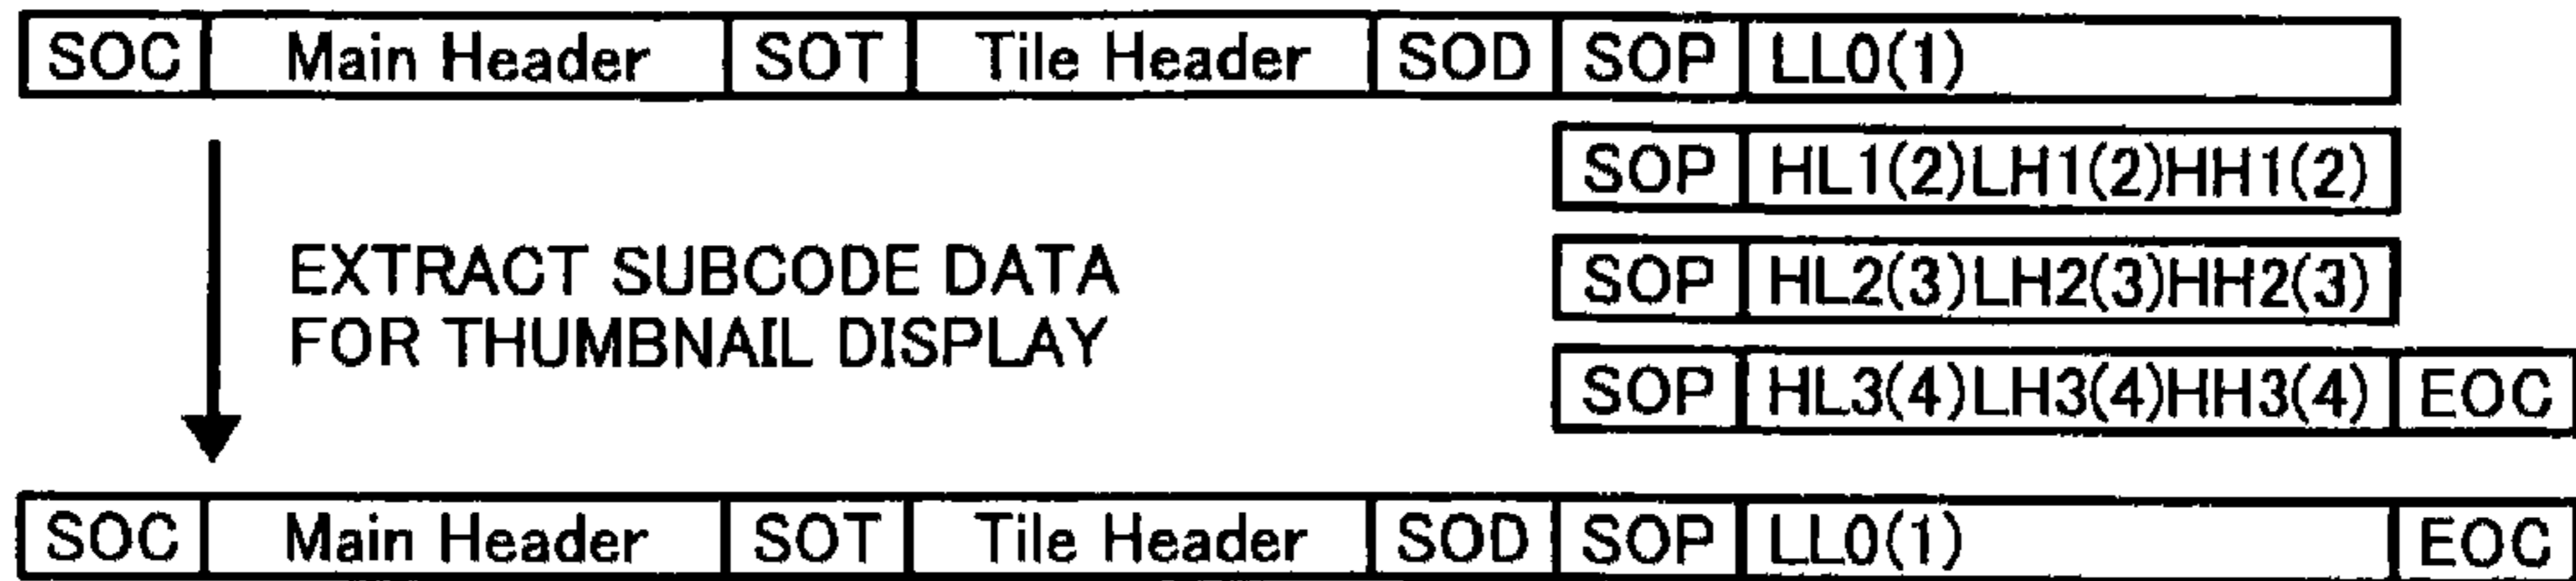 SOC Main Header SOT Tile Header SOD SOP LL0(1)
SOP HL1(2)LH1(2)HH1(2)
EXTRACT SUBCODE DATA
FOR THUMBNAIL DISPLAY
SOP HL2(3)LH2(3)HH2(3)
SOP HL3(4)LH3(4)HH3(4) EOC
SOC Main Header SOT Tile Header SOD SOP LL0(1) EOC